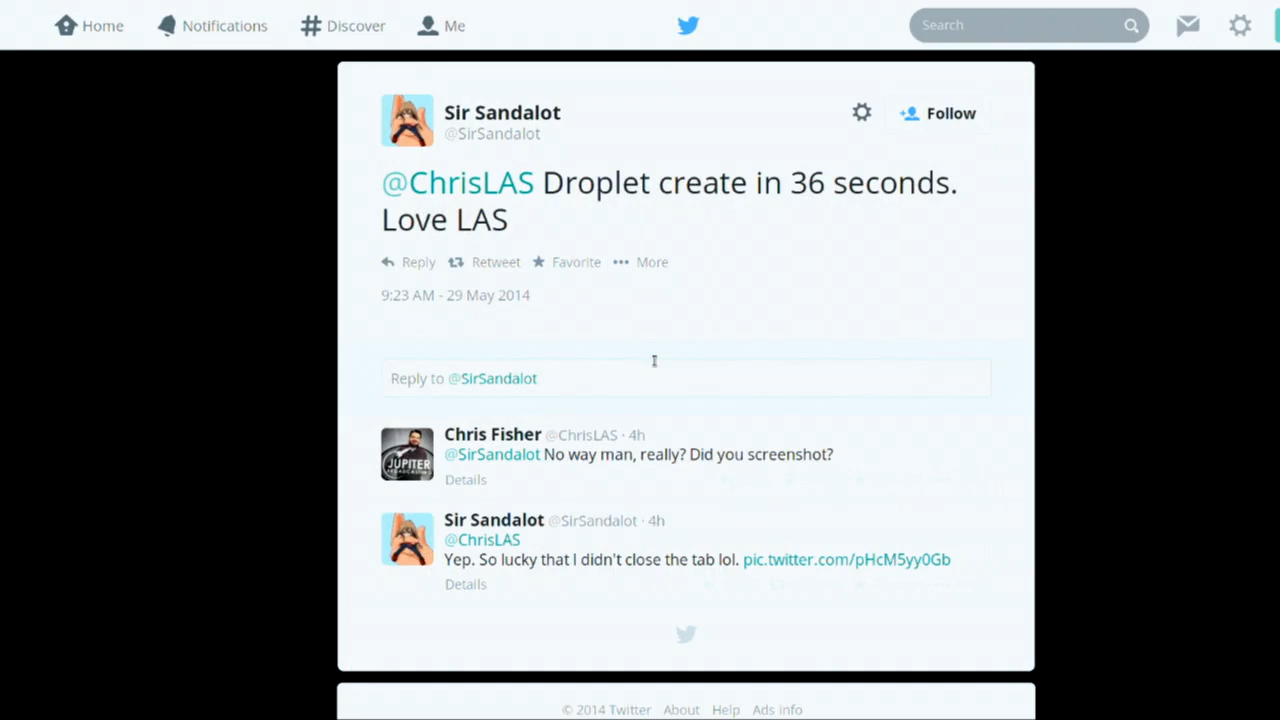 Home Notifications Discover Me Search
Sir Sandalot
@SirSandalot
Follow
@ChrisLAS Droplet create in 36 seconds.
Love LAS
Reply Retweet Favorite More
9:23 AM - 29 May 2014
Reply to @SirSandalot
Chris Fisher @ChrisLAS · 4h
@SirSandalot No way man, really? Did you screenshot?
Details
JUPITER
BROADCASTING
Sir Sandalot @SirSandalot · 4h
@ChrisLAS
Yep. So lucky that I didn't close the tab lol. pic.twitter.com/pHcM5yy0Gb
Details
© 2014 Twitter About Help Ads info